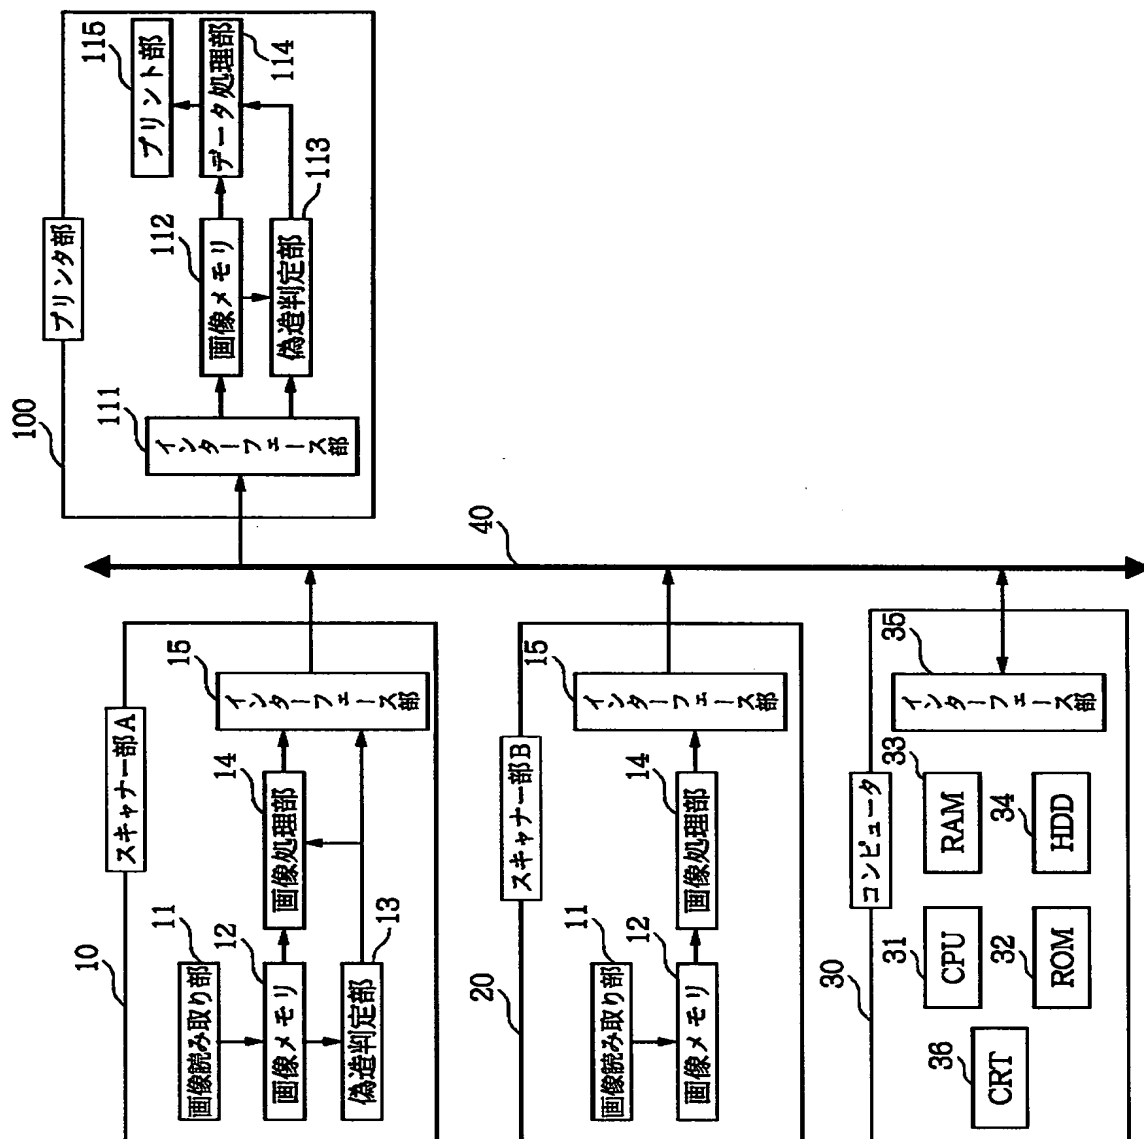 スキャナー部A
10
画像読み取り部
11
画像メモリ
12
偽造判定部
13
画像処理部
14
インターフェース部
15
スキャナー部B
20
画像読み取り部
11
画像メモリ
12
画像処理部
14
インターフェース部
15
コンピュータ
30
CRT
36
CPU
31
ROM
32
RAM
33
HDD
34
インターフェース部
35
40
プリンタ部
100
インターフェース部
111
画像メモリ
112
偽造判定部
113
データ処理部
114
プリント部
115